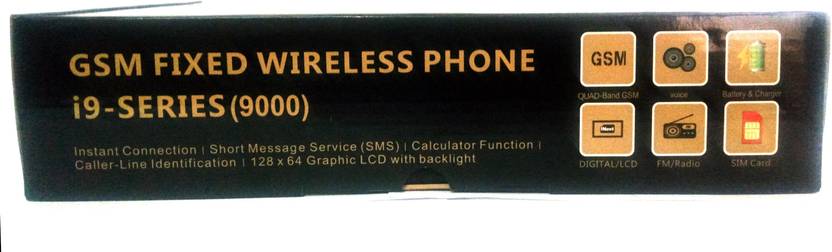 GSM FIXED WIRELESS PHONE
i9-SERIES (9000)
Instant Connection | Short Message Service (SMS) | Calculator Function |
Caller-Line Identification | 128 x 64 Graphic LCD with backlight
GSM
QUAD-Band GSM
voice
Battery & Charger
iNext
DIGITAL/LCD
FM/Radio
SIM Card